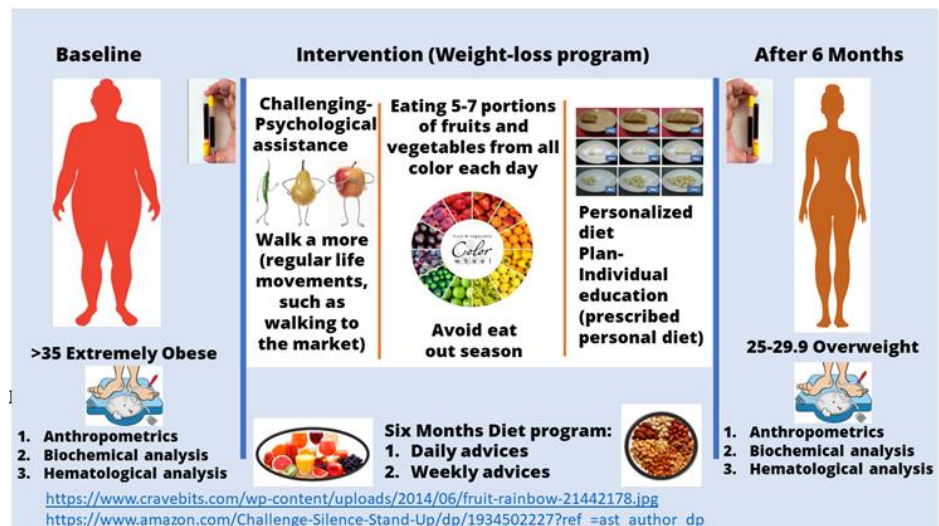 Baseline
Intervention (Weight-loss program)
After 6 Months
Challenging-
Psychological
assistance
Walk a more
(regular life
movements,
such as
walking to
the market)
Eating 5-7 portions
of fruits and
vegetables from all
color each day
Color
wheel
Avoid eat
out season
Personalized
diet
Plan-
Individual
education
(prescribed
personal diet)
>35 Extremely Obese
1. Anthropometrics
2. Biochemical analysis
3. Hematological analysis
Six Months Diet program:
1. Daily advices
2. Weekly advices
25-29.9 Overweight
1. Anthropometrics
2. Biochemical analysis
3. Hematological analysis
https://www.cravebits.com/wp-content/uploads/2014/06/fruit-rainbow-21442178.jpg
https://www.amazon.com/Challenge-Silence-Stand-Up/dp/1934502227?ref_=ast_author_dp